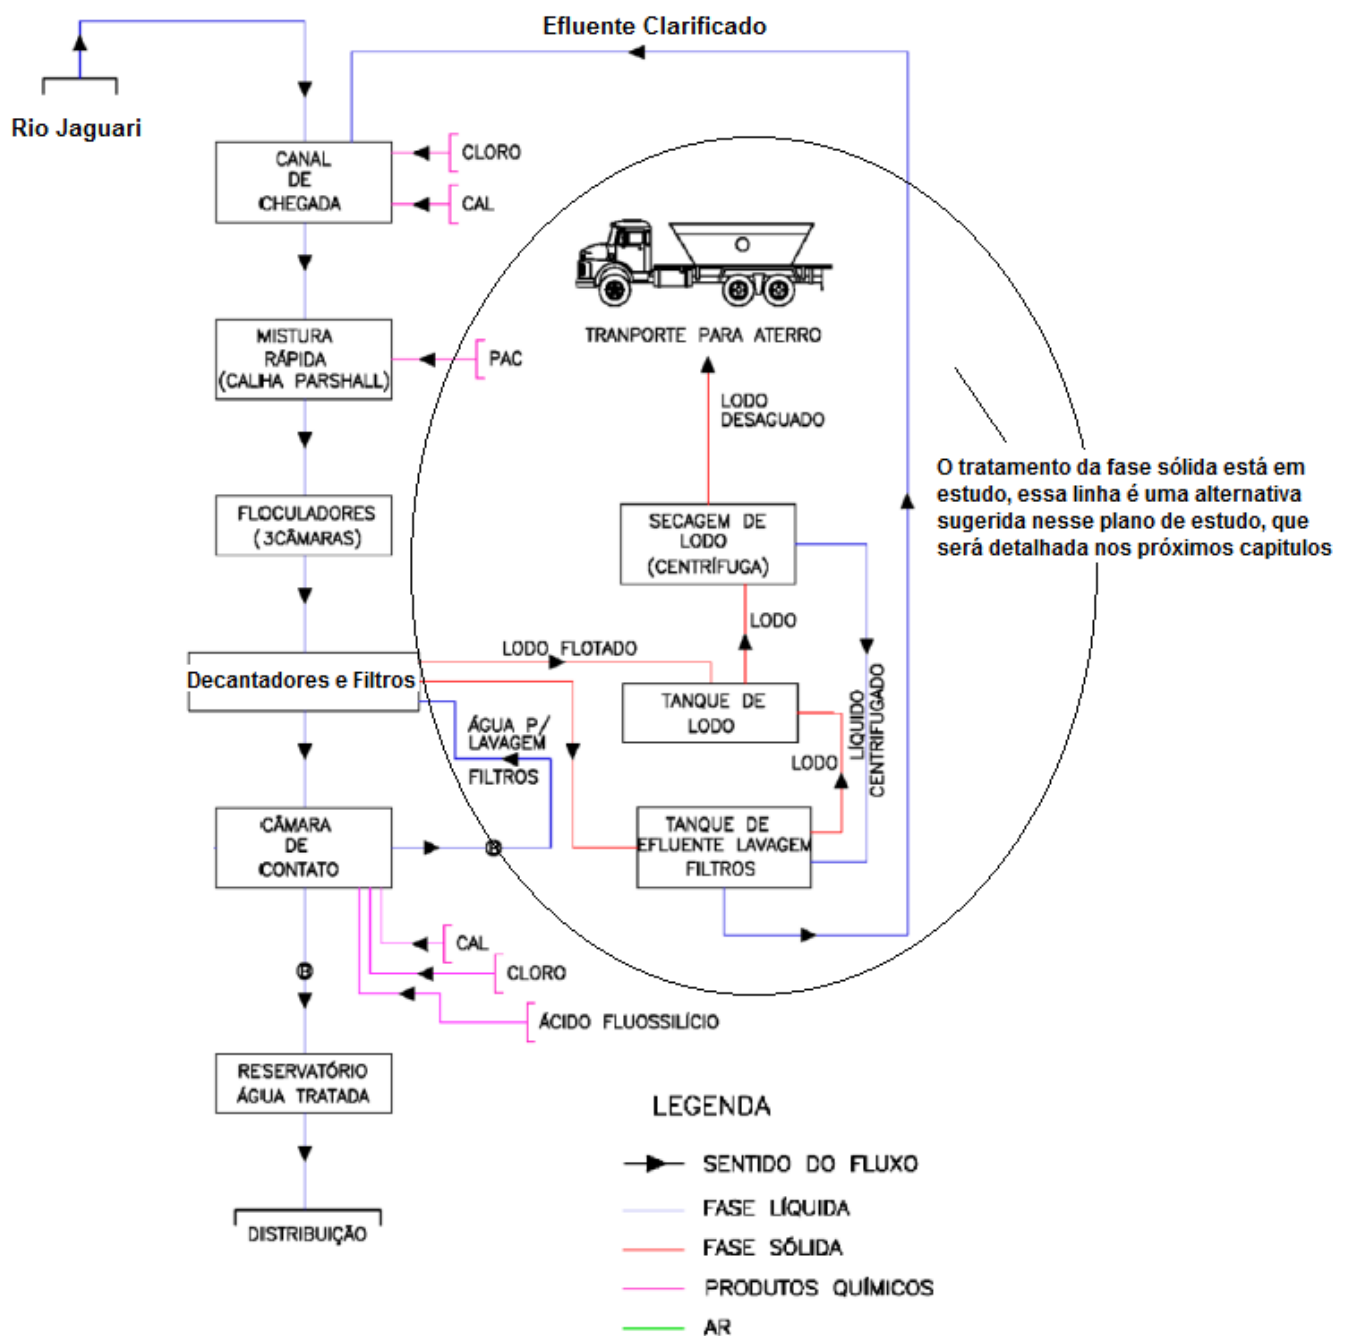 Efluente Clarificado
Rio Jaguari
CANAL
DE
CHEGADA
CLORO
CAL
TRANPORTE PARA ATERRO
MISTURA
RÁPIDA
(CALHA PARSHALL)
PAC
LODO
DESAGUADO
O tratamento da fase sólida está em
estudo, essa linha é uma alternativa
sugerida nesse plano de estudo, que
será detalhada nos próximos capitulos
FLOCULADORES
(3CÂMARAS)
SECAGEM DE
LODO
(CENTRÍFUGA)
LODO
LODO FLOTADO
Decantadores e Filtros
TANQUE DE
LODO
LÍQUIDO
CENTRIFUGADO
ÁGUA P/
LAVAGEM
FILTROS
LODO
CÂMARA
DE
CONTATO
B
TANQUE DE
EFLUENTE LAVAGEM
FILTROS
CAL
CLORO
B
ÁCIDO FLUOSSILÍCIO
RESERVATÓRIO
ÁGUA TRATADA
DISTRIBUIÇÃO
LEGENDA
SENTIDO DO FLUXO
FASE LÍQUIDA
FASE SÓLIDA
PRODUTOS QUÍMICOS
AR